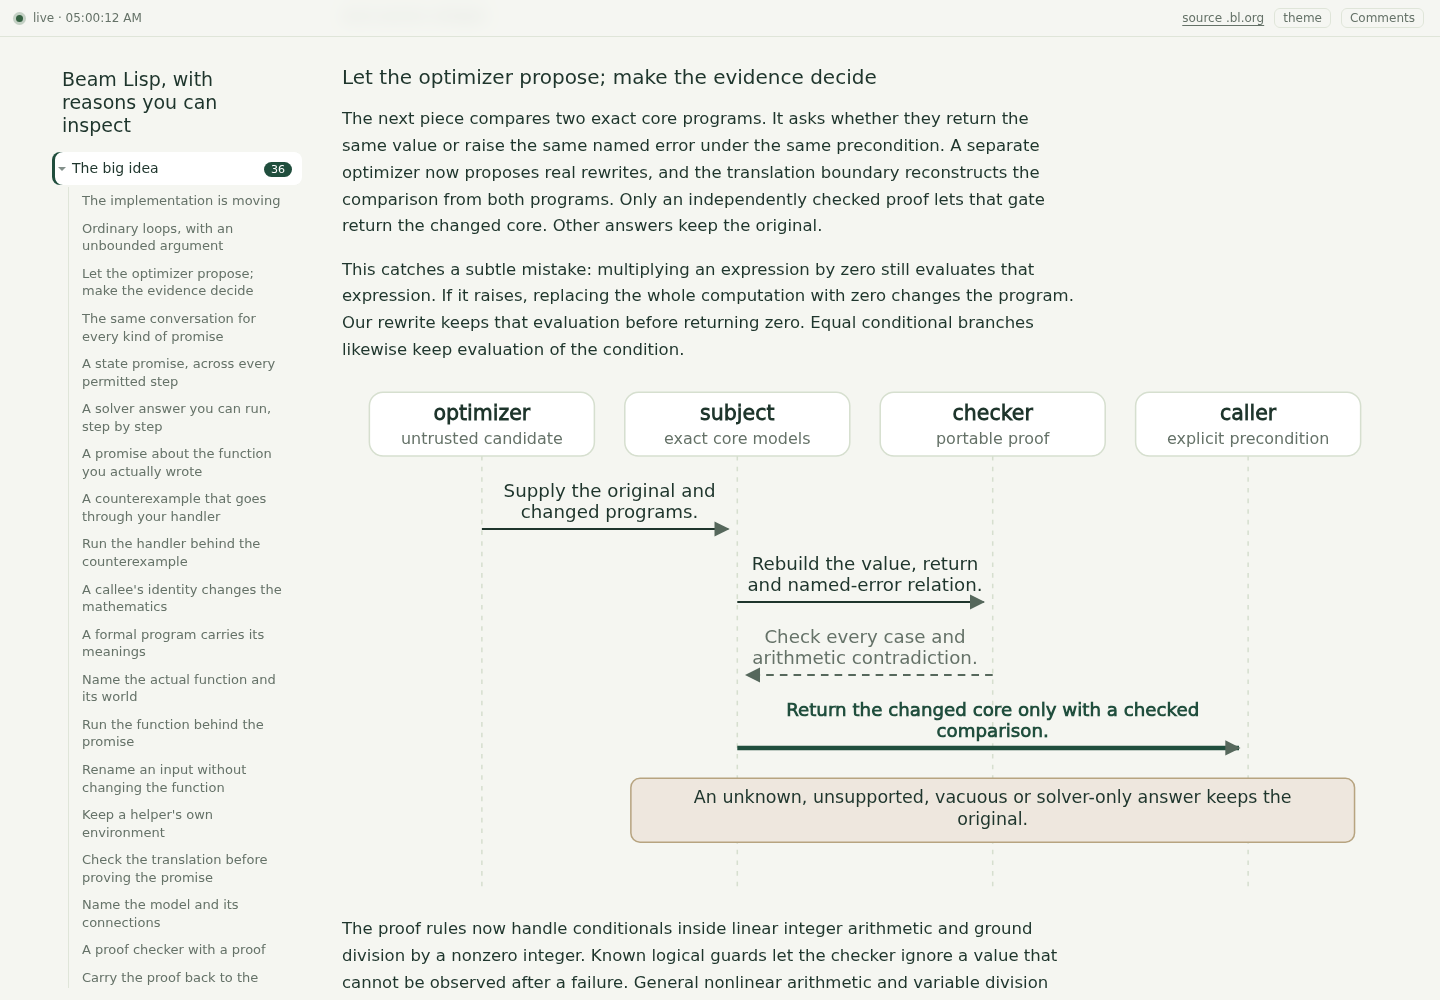 live · 05:00:12 AM
source .bl.org
theme
Comments
Beam Lisp, with
reasons you can
inspect
The big idea
36
The implementation is moving
Ordinary loops, with an
unbounded argument
Let the optimizer propose;
make the evidence decide
The same conversation for
every kind of promise
A state promise, across every
permitted step
A solver answer you can run,
step by step
A promise about the function
you actually wrote
A counterexample that goes
through your handler
Run the handler behind the
counterexample
A callee's identity changes the
mathematics
A formal program carries its
meanings
Name the actual function and
its world
Run the function behind the
promise
Rename an input without
changing the function
Keep a helper's own
environment
Check the translation before
proving the promise
Name the model and its
connections
A proof checker with a proof
Carry the proof back to the
Let the optimizer propose; make the evidence decide
The next piece compares two exact core programs. It asks whether they return the
same value or raise the same named error under the same precondition. A separate
optimizer now proposes real rewrites, and the translation boundary reconstructs the
comparison from both programs. Only an independently checked proof lets that gate
return the changed core. Other answers keep the original.
This catches a subtle mistake: multiplying an expression by zero still evaluates that
expression. If it raises, replacing the whole computation with zero changes the program.
Our rewrite keeps that evaluation before returning zero. Equal conditional branches
likewise keep evaluation of the condition.
optimizer
untrusted candidate
subject
exact core models
checker
portable proof
caller
explicit precondition
Supply the original and
changed programs.
Rebuild the value, return
and named-error relation.
Check every case and
arithmetic contradiction.
Return the changed core only with a checked
comparison.
An unknown, unsupported, vacuous or solver-only answer keeps the
original.
The proof rules now handle conditionals inside linear integer arithmetic and ground
division by a nonzero integer. Known logical guards let the checker ignore a value that
cannot be observed after a failure. General nonlinear arithmetic and variable division